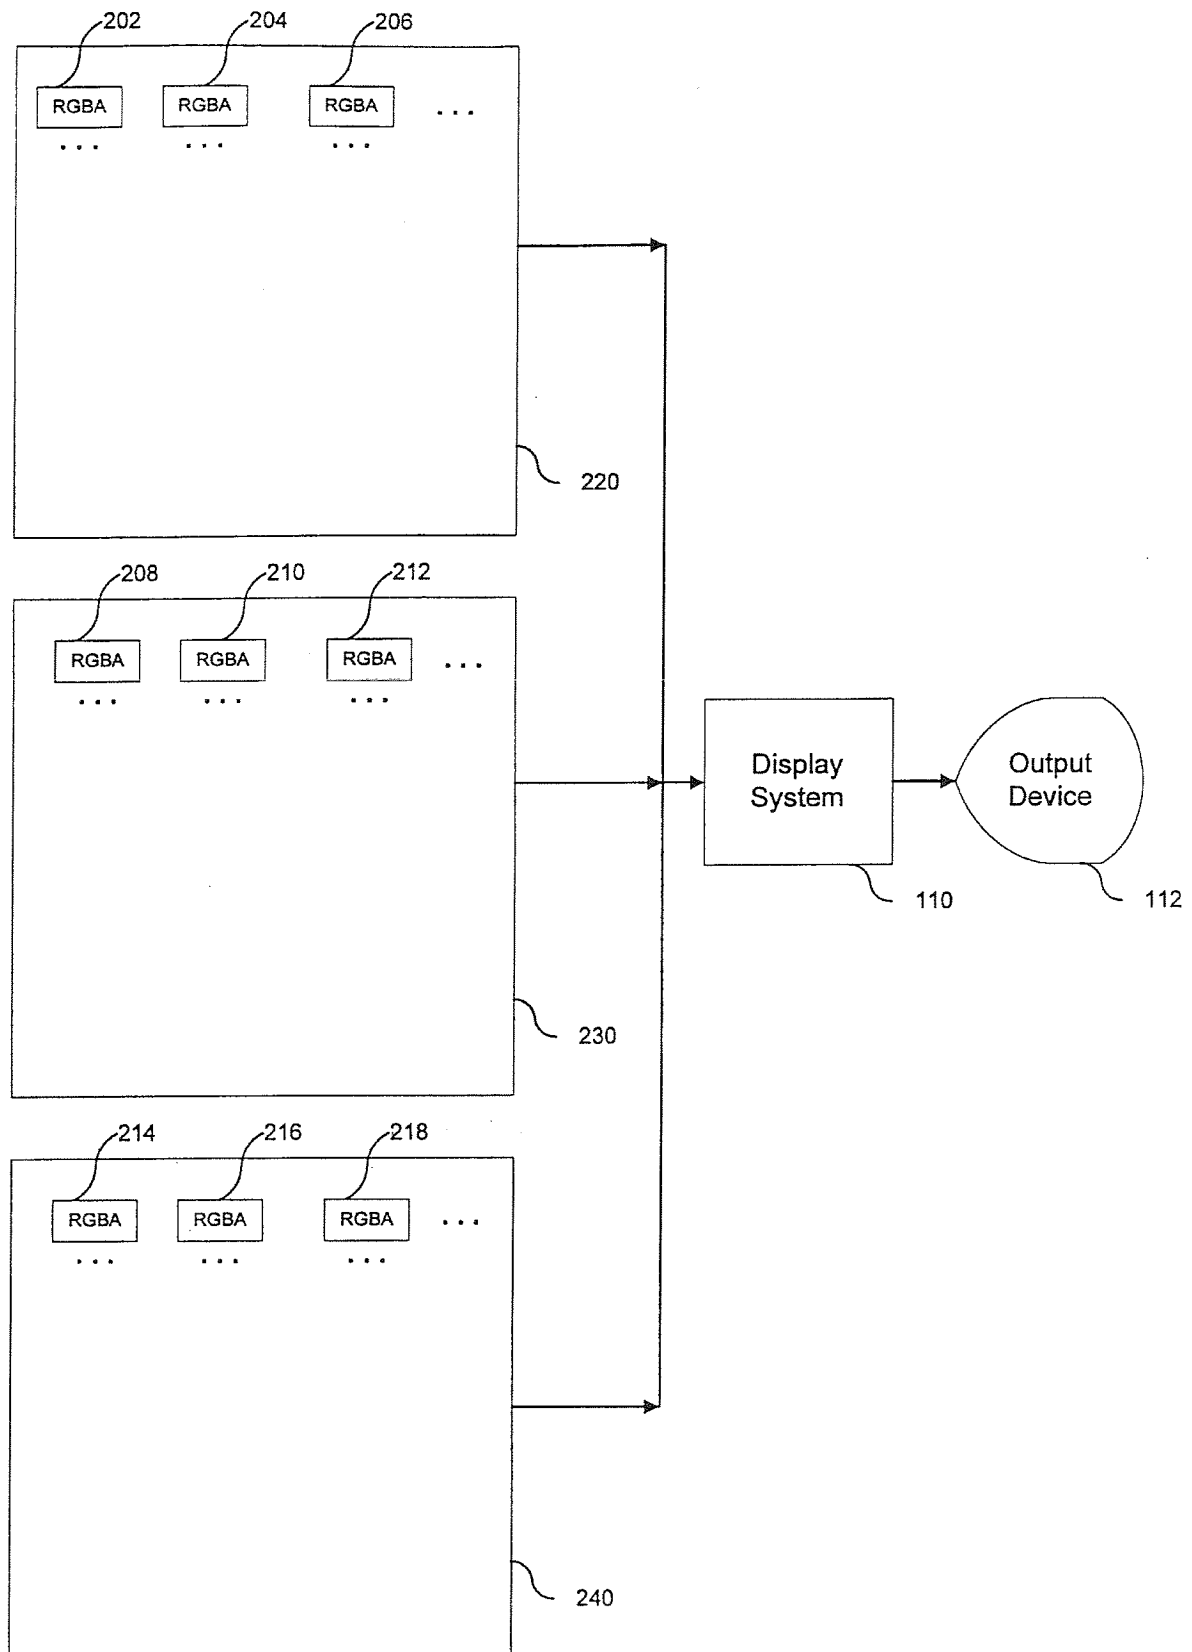 202 204 206
RGBA RGBA RGBA ...
... ... ...
220
208 210 212
RGBA RGBA RGBA ...
... ... ...
Display
System
Output
Device
110
112
230
214 216 218
RGBA RGBA RGBA ...
... ... ...
240